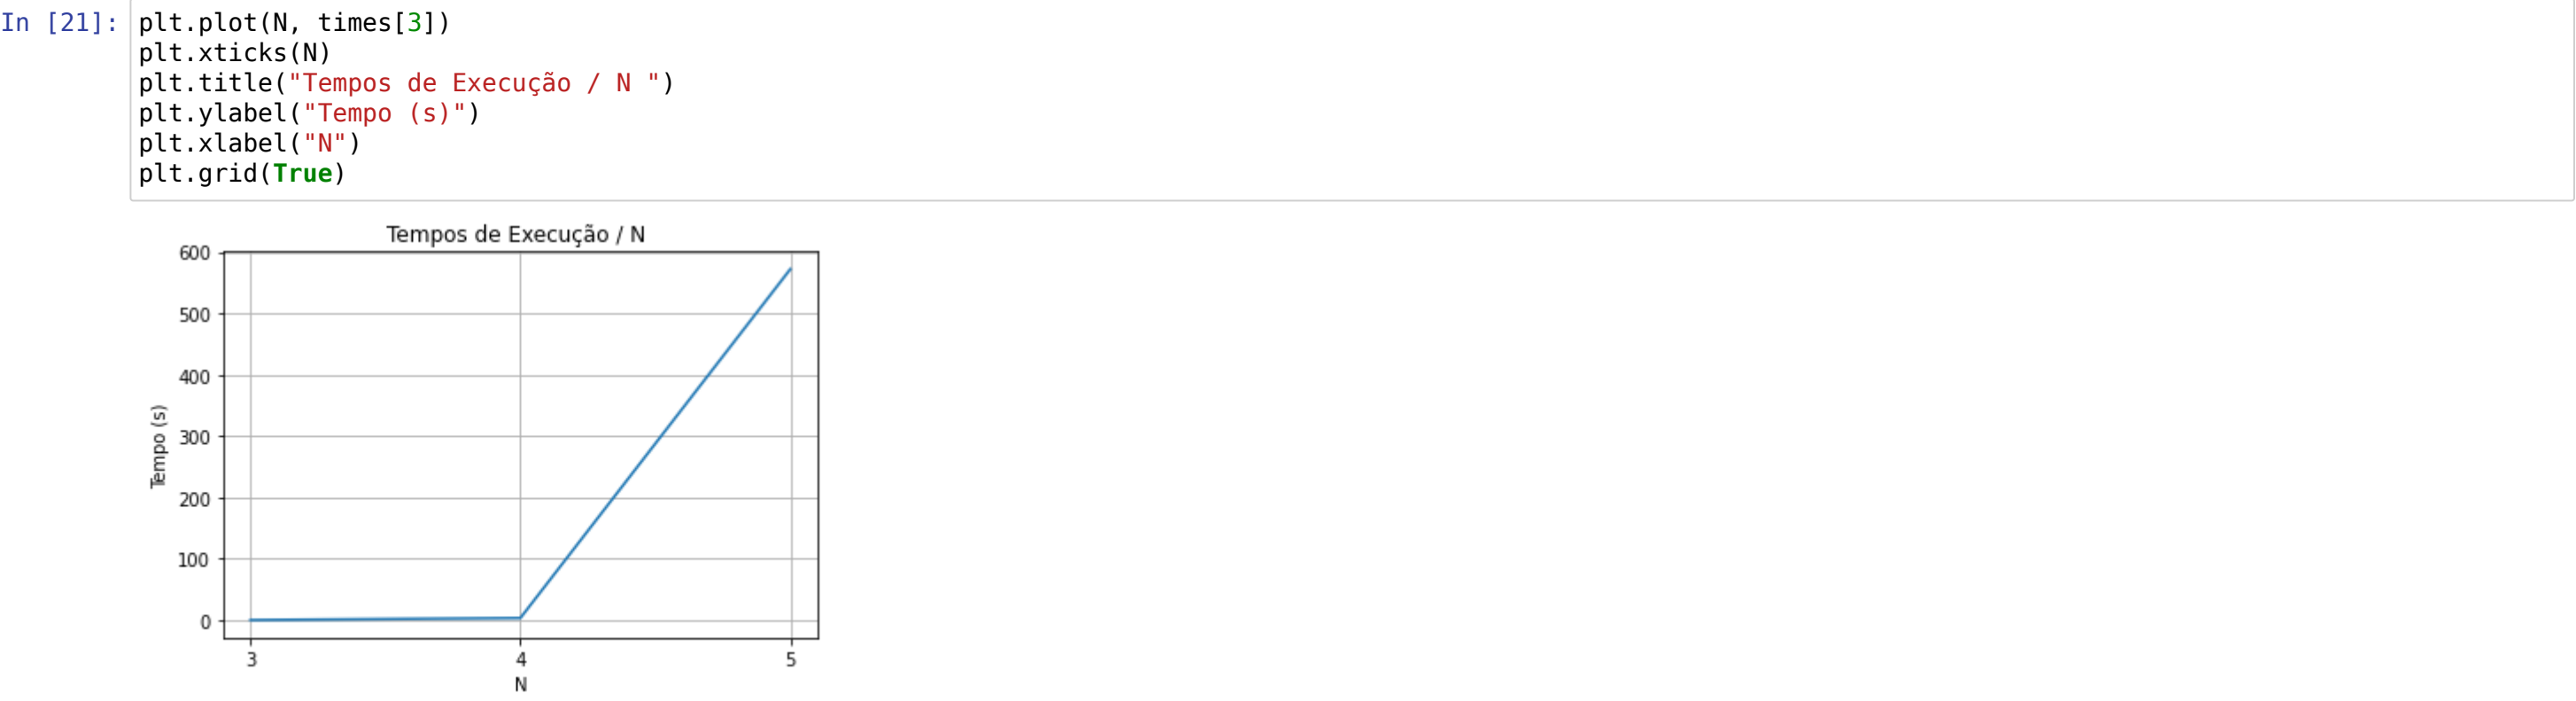 In [21]: plt.plot(N, times[3])
plt.xticks(N)
plt.title("Tempos de Execução / N ")
plt.ylabel("Tempo (s)")
plt.xlabel("N")
plt.grid(True)
Tempos de Execução / N
600
500
400
300
200
100
0
Tempo (s)
3 4 5
N